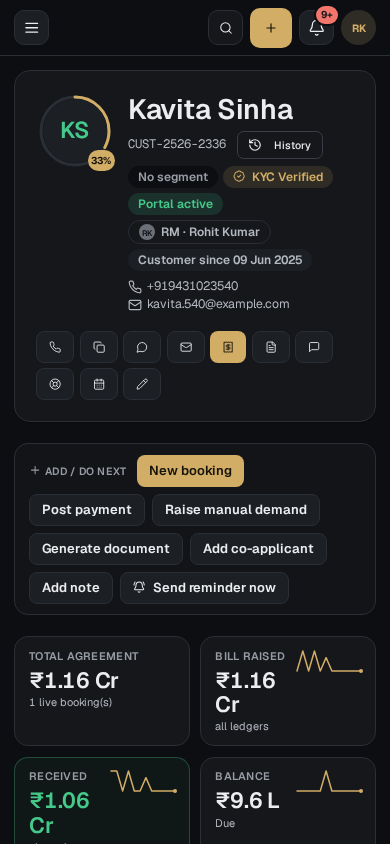 9+
RK
KS
33%
Kavita Sinha
CUST-2526-2336
History
No segment
KYC Verified
Portal active
RK RM · Rohit Kumar
Customer since 09 Jun 2025
+919431023540
kavita.540@example.com
+ ADD / DO NEXT
New booking
Post payment
Raise manual demand
Generate document
Add co-applicant
Add note
Send reminder now
TOTAL AGREEMENT
₹1.16 Cr
1 live booking(s)
BILL RAISED
₹1.16
Cr
all ledgers
RECEIVED
₹1.06
Cr
BALANCE
₹9.6 L
Due